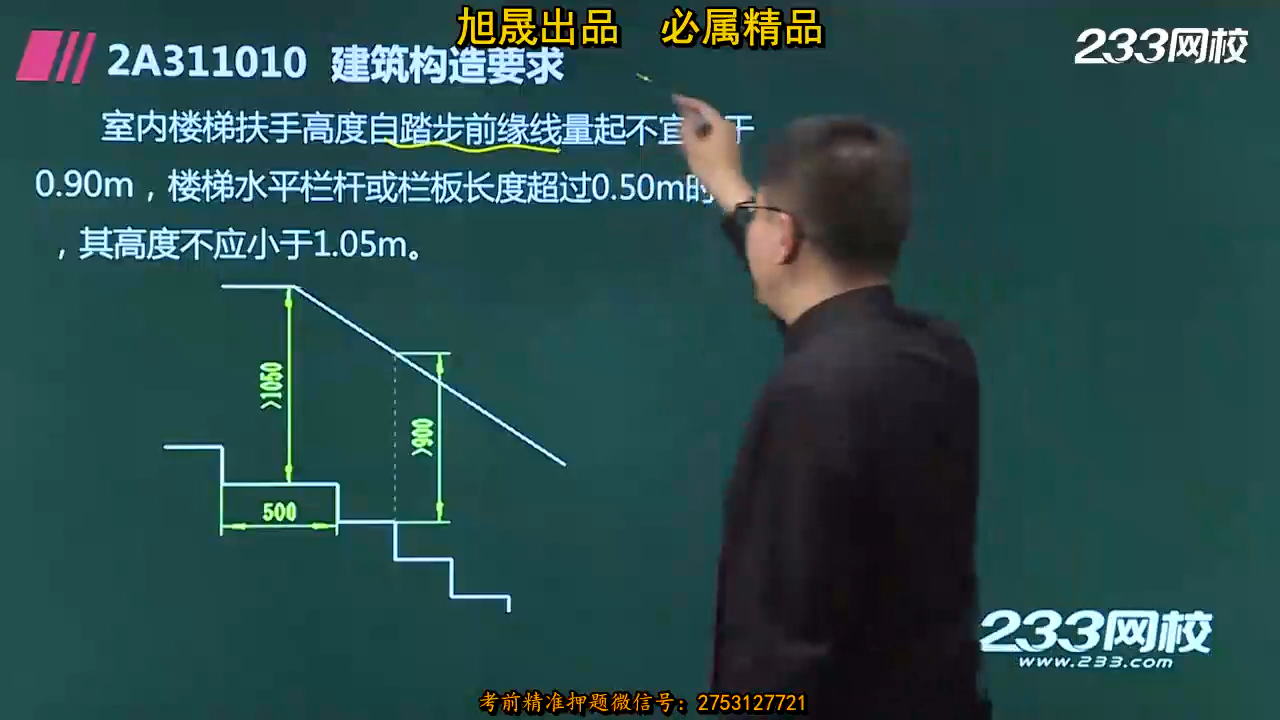 旭晟出品 必属精品
233网校
2A311010 建筑构造要求
室内楼梯扶手高度自踏步前缘线量起不宜 于
0.90m，楼梯水平栏杆或栏板长度超过0.50m时
，其高度不应小于1.05m。
>1050
>900
500
233网校
www.233.com
考前精准押题微信号：2753127721